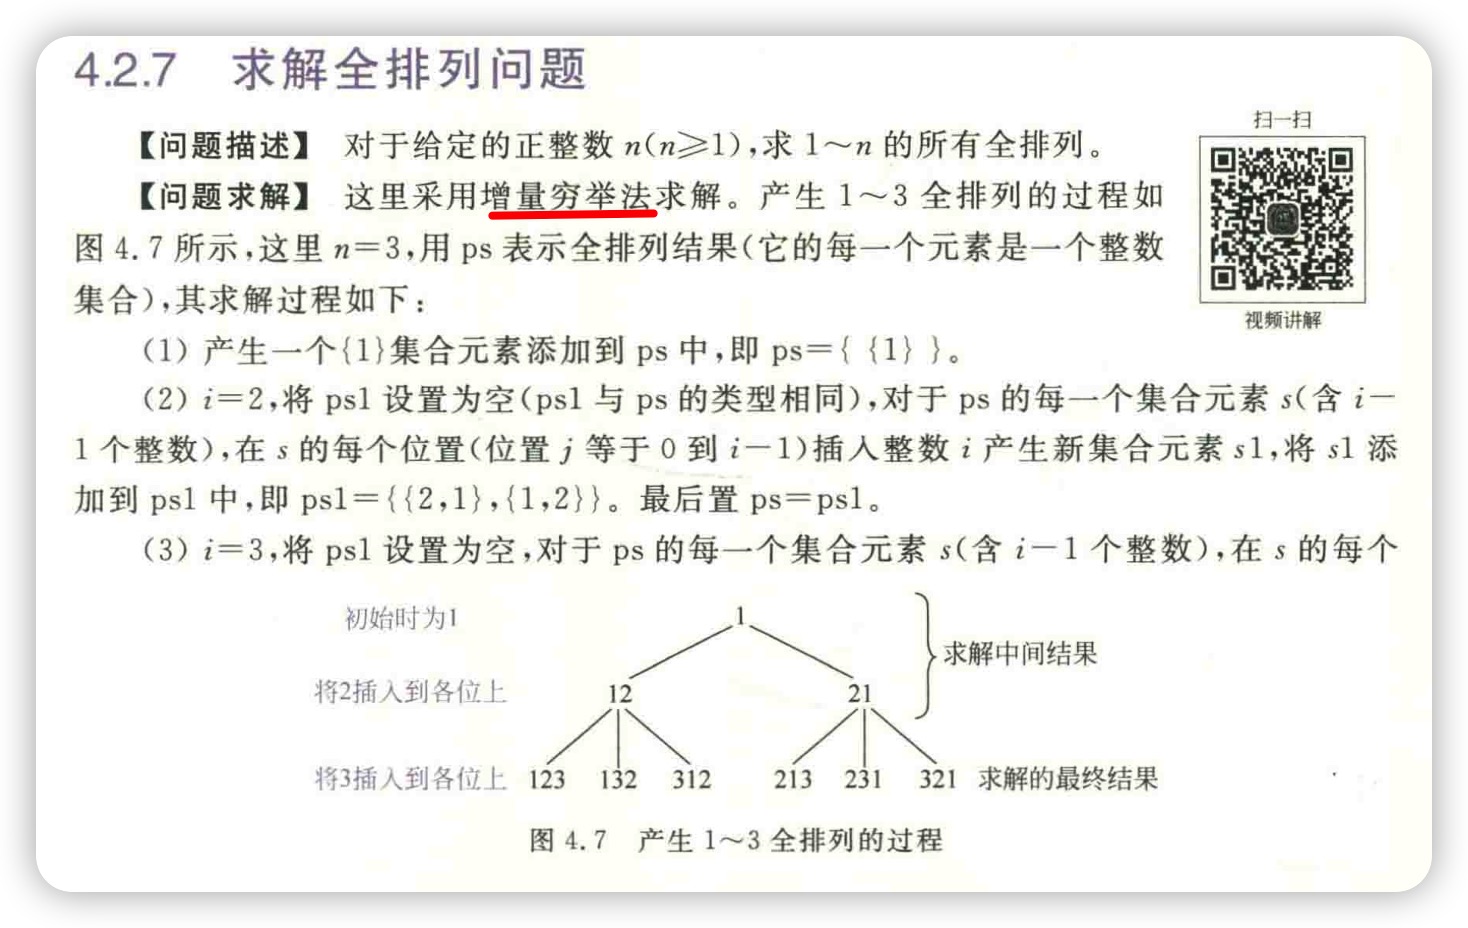 4.2.7 求解全排列问题
扫一扫
【问题描述】 对于给定的正整数 n(n≥1),求 1～n 的所有全排列。
【问题求解】 这里采用增量穷举法求解。产生 1～3 全排列的过程如
图 4.7 所示,这里 n=3,用 ps 表示全排列结果(它的每一个元素是一个整数
集合),其求解过程如下:
视频讲解
(1) 产生一个{1}集合元素添加到 ps 中,即 ps={ {1} }。
(2) i=2,将 ps1 设置为空(ps1 与 ps 的类型相同),对于 ps 的每一个集合元素 s(含 i－
1 个整数),在 s 的每个位置(位置 j 等于 0 到 i－1)插入整数 i 产生新集合元素 s1,将 s1 添
加到 ps1 中,即 ps1={{2,1},{1,2}}。最后置 ps=ps1。
(3) i=3,将 ps1 设置为空,对于 ps 的每一个集合元素 s(含 i－1 个整数),在 s 的每个
初始时为1 1
求解中间结果
将2插入到各位上 12 21
将3插入到各位上 123 132 312 213 231 321 求解的最终结果
图 4.7 产生 1～3 全排列的过程